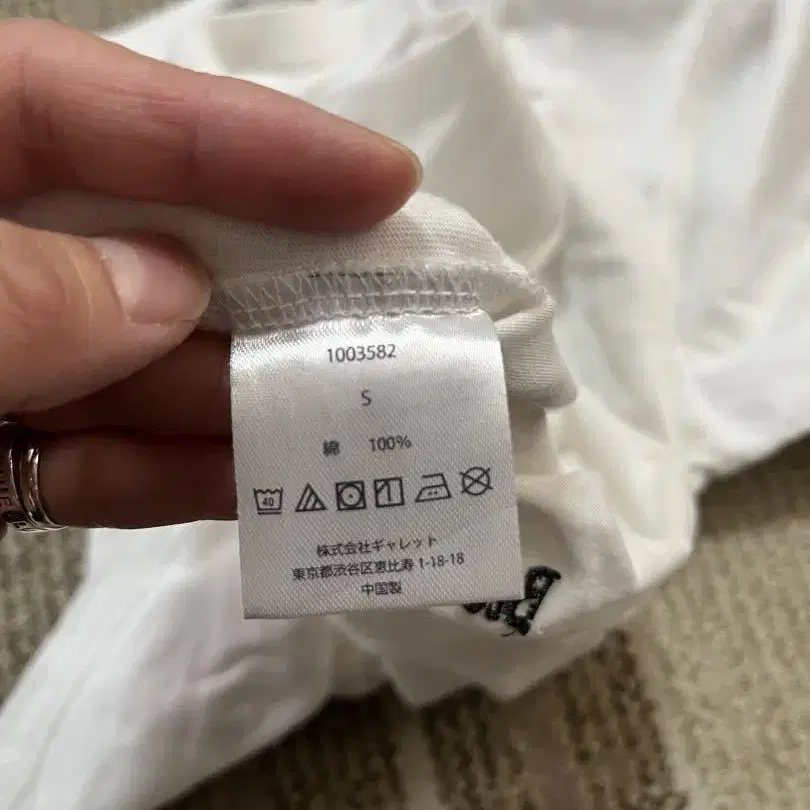 1003582
S
綿 100%
40
株式会社ギャレット
東京都渋谷区恵比寿 1-18-18
中国製